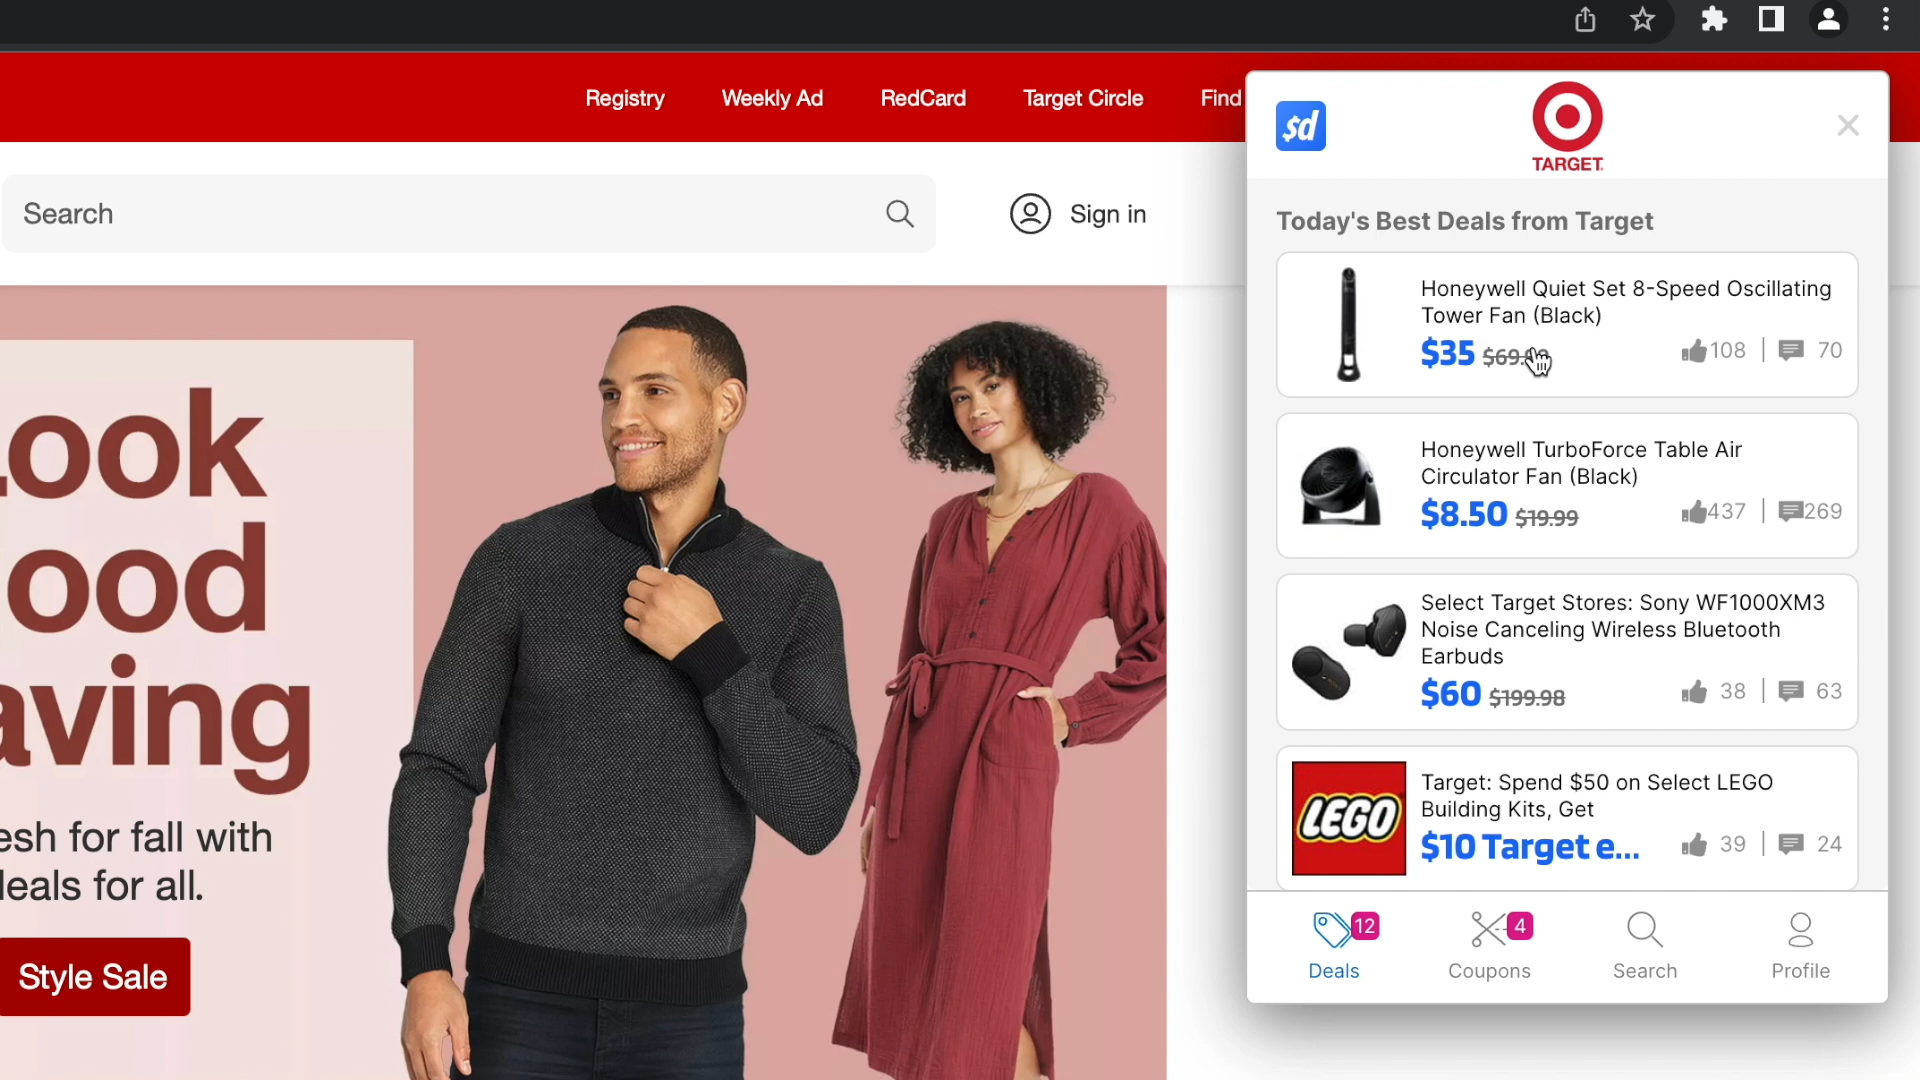 Registry Weekly Ad RedCard Target Circle Find
Search
Sign in
Look
ood
aving
esh for fall with
deals for all.
Style Sale
$d
TARGET
Today's Best Deals from Target
Honeywell Quiet Set 8-Speed Oscillating
Tower Fan (Black)
$35 108 | 70
Honeywell TurboForce Table Air
Circulator Fan (Black)
$8.50 $19.99 437 | 269
Select Target Stores: Sony WF1000XM3
Noise Canceling Wireless Bluetooth
Earbuds
$60 $199.98 38 | 63
LEGO
Target: Spend $50 on Select LEGO
Building Kits, Get
$10 Target e... 39 | 24
12 4
Deals Coupons Search Profile